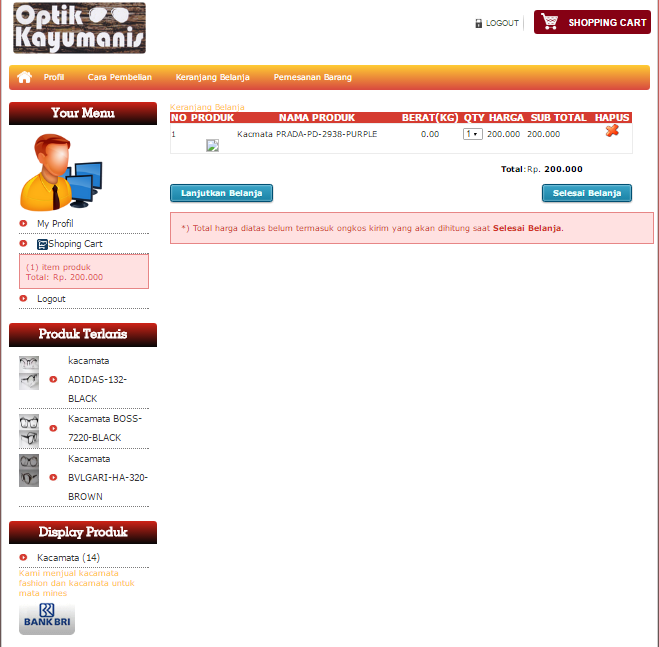 Optik
Kayumanis
LOGOUT
SHOPPING CART
Profil Cara Pembelian Keranjang Belanja Pemesanan Barang
Your Menu
My Profil
Shoping Cart
(1) item produk
Total: Rp. 200.000
Logout
Produk Terlaris
kacamata
ADIDAS-132-
BLACK
Kacamata BOSS-
7220-BLACK
Kacamata
BVLGARI-HA-320-
BROWN
Display Produk
Kacamata (14)
Kami menjual kacamata
fashion dan kacamata untuk
mata mines
BANK BRI
Keranjang Belanja
NO PRODUK NAMA PRODUK BERAT(KG) QTY HARGA SUB TOTAL HAPUS
1 Kacmata PRADA-PD-2938-PURPLE 0.00 1 200.000 200.000
Total:Rp. 200.000
Lanjutkan Belanja Selesai Belanja
*) Total harga diatas belum termasuk ongkos kirim yang akan dihitung saat Selesai Belanja.